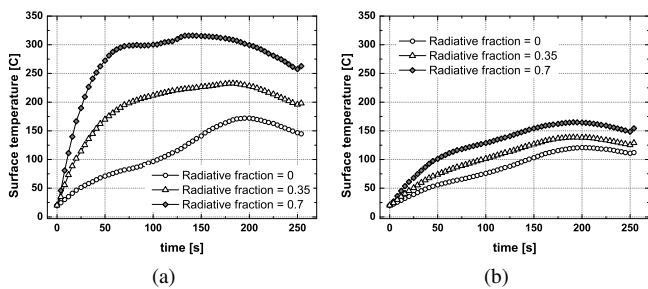 350
300
250
200
150
100
50
0
Surface temperature [C]
Radiative fraction = 0
Radiative fraction = 0.35
Radiative fraction = 0.7
0 50 100 150 200 250
time [s]
(a)
350
300
250
200
150
100
50
0
Surface temperature [C]
Radiative fraction = 0
Radiative fraction = 0.35
Radiative fraction = 0.7
0 50 100 150 200 250
time [s]
(b)